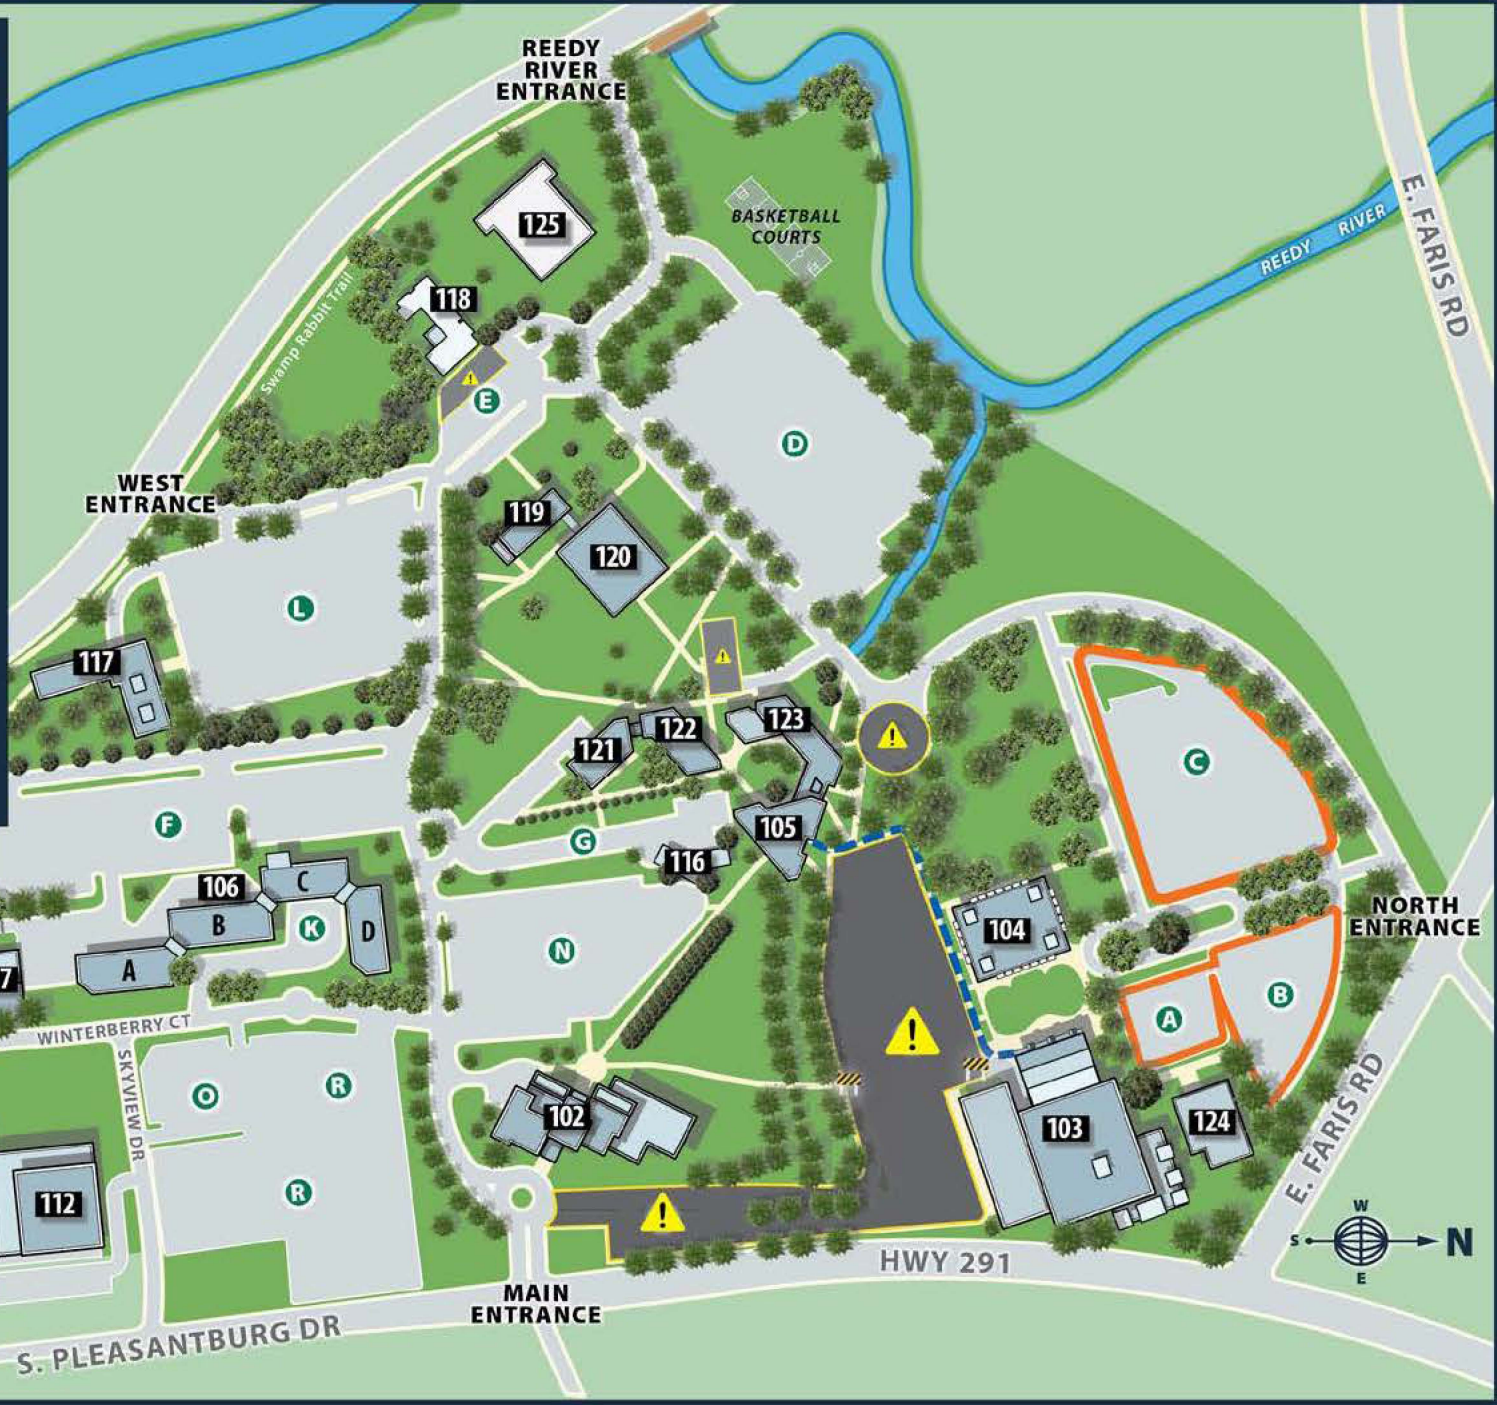 REEDY
RIVER
ENTRANCE
125
BASKETBALL
COURTS
E. FARIS RD
REEDY RIVER
118
Swamp Rabbit Trail
E
D
WEST
ENTRANCE
119
120
L
117
123
122
121
C
F
G
105
116
106
C
B
D
K
A
7
N
104
NORTH
ENTRANCE
B
A
WINTERBERRY CT
SKYVIEW DR
O
R
102
103
124
E. FARIS RD
R
112
W
S
N
E
HWY 291
MAIN
ENTRANCE
S. PLEASANTBURG DR